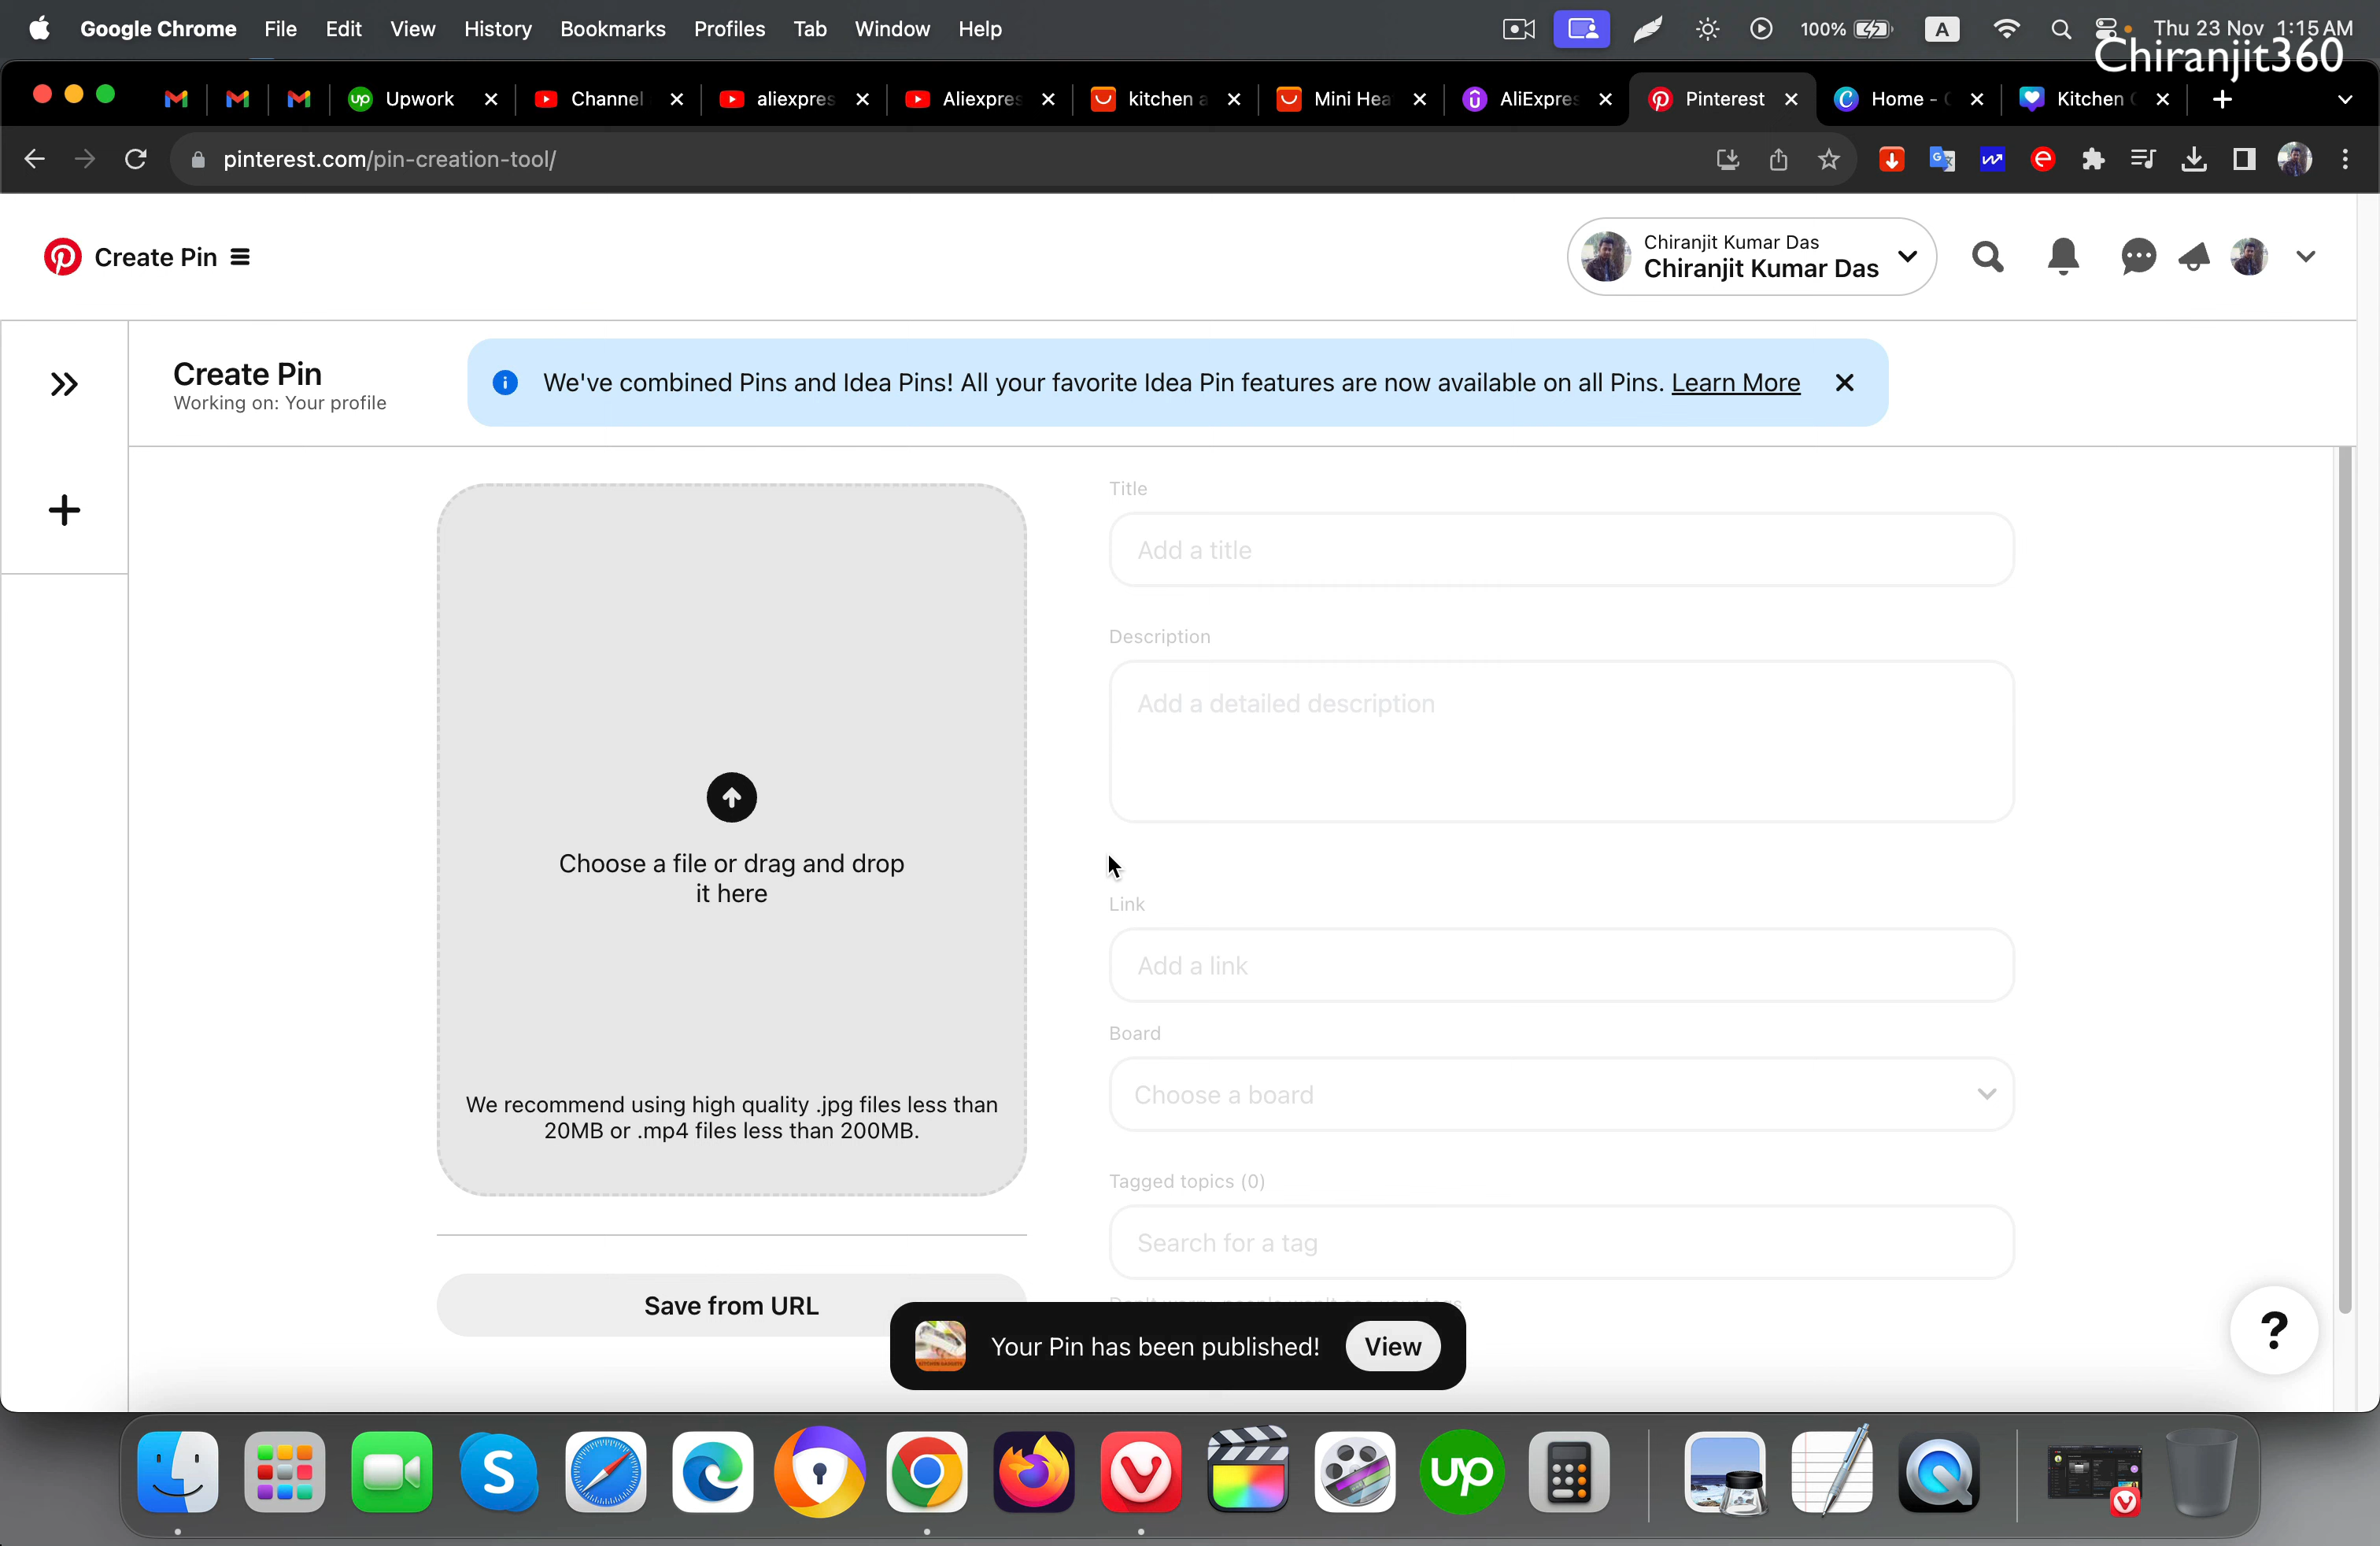 Google Chrome File Edit View History Bookmarks Profiles Tab Window Help 100% A Thu 23 Nov 1:15 AM
Chiranjit360
Upwork Channel aliexpres Aliexpres kitchen a Mini Hea AliExpres Pinterest Home - Kitchen
pinterest.com/pin-creation-tool/
Create Pin
Chiranjit Kumar Das
Chiranjit Kumar Das
Create Pin
Working on: Your profile
We've combined Pins and Idea Pins! All your favorite Idea Pin features are now available on all Pins. Learn More
Title
Add a title
Description
Add a detailed description
Choose a file or drag and drop
it here
Link
Add a link
Board
Choose a board
We recommend using high quality .jpg files less than
20MB or .mp4 files less than 200MB.
Tagged topics (0)
Search for a tag
Save from URL
Your Pin has been published! View
?
up